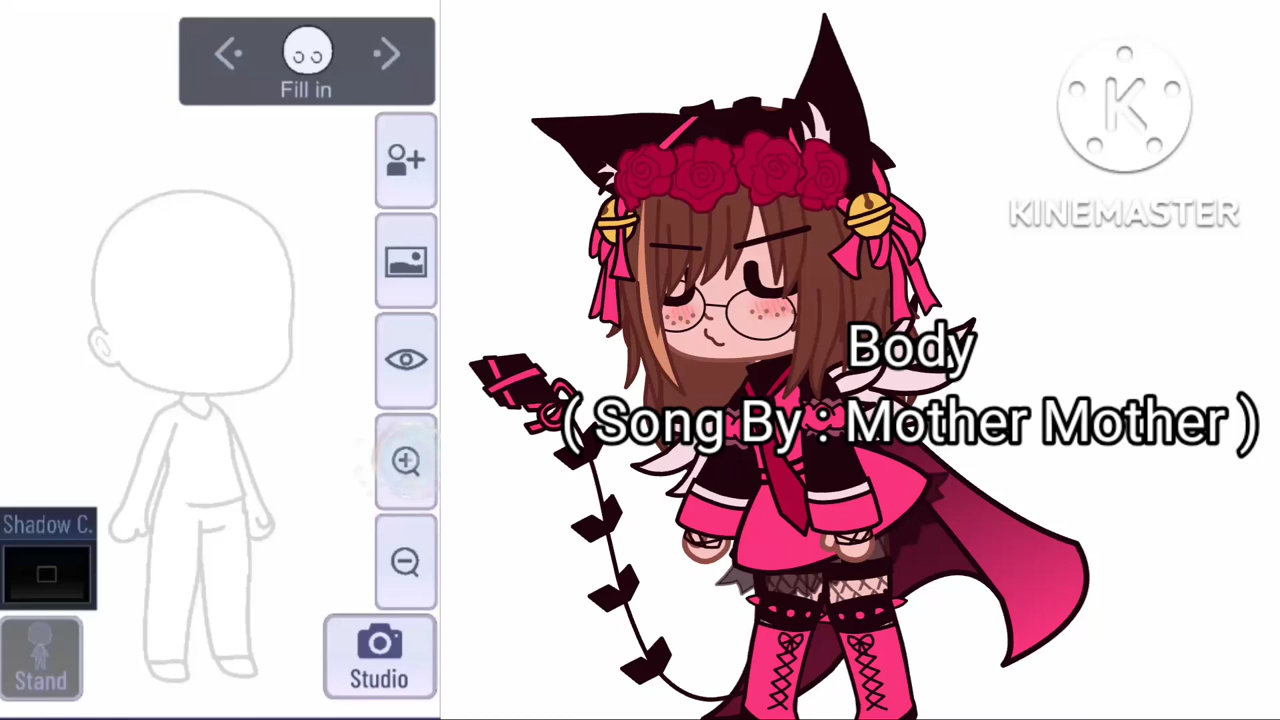 Fill in
KINEMASTER
Body
( Song By : Mother Mother )
Shadow C.
Stand
Studio